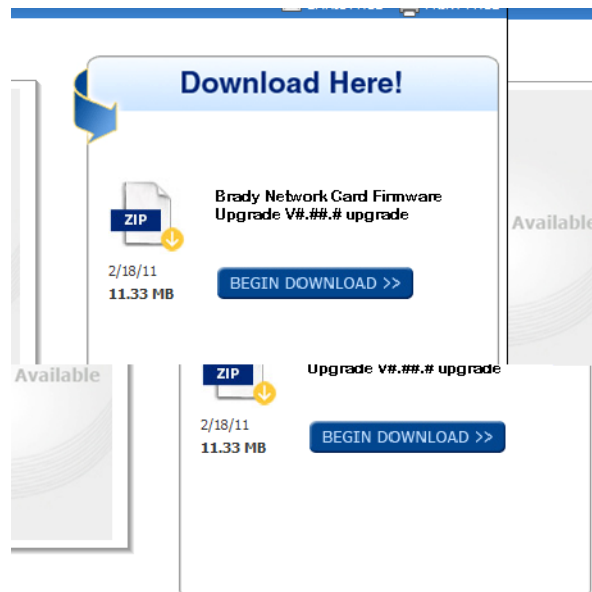 Download Here!
Brady Network Card Firmware
Upgrade V#.##.# upgrade
ZIP
Available
2/18/11
11.33 MB
BEGIN DOWNLOAD >>
Available
ZIP
Upgrade V#.##.# upgrade
2/18/11
11.33 MB
BEGIN DOWNLOAD >>